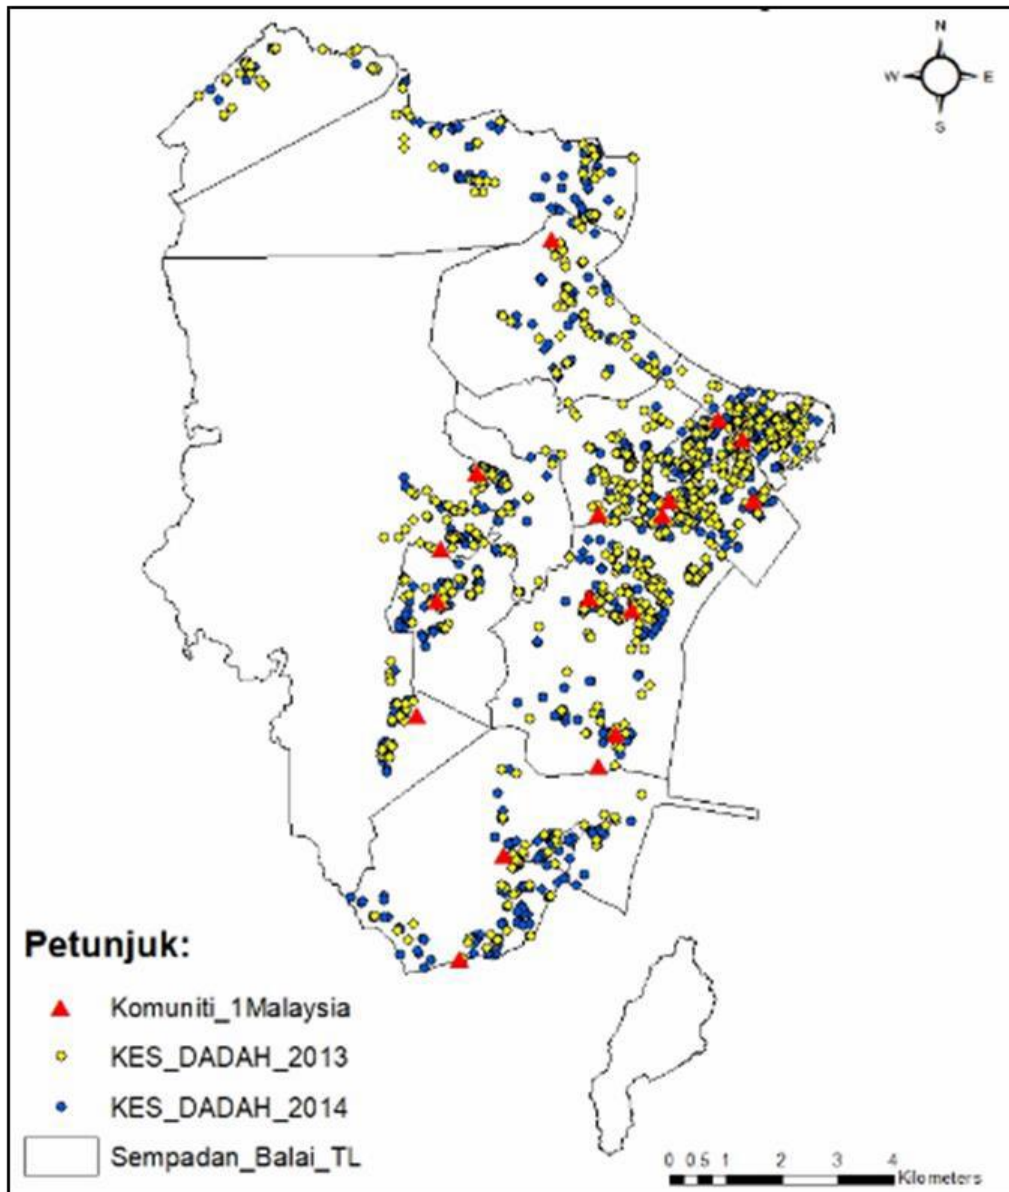 N
W E
S
Petunjuk:
Komuniti_1Malaysia
KES_DADAH_2013
KES_DADAH_2014
Sempadan_Balai_TL
0 0.5 1 2 3 4
Kilometers